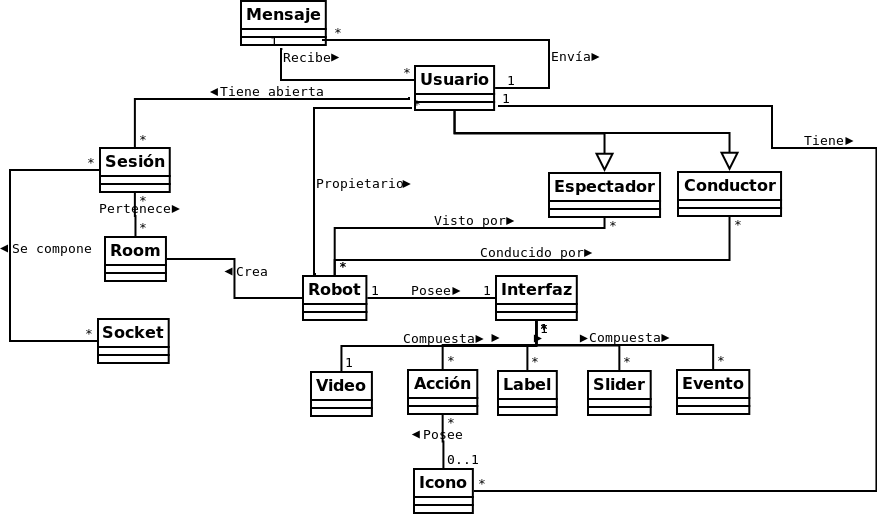 Mensaje
1
*
Recibe▶
Envía▶
*
Usuario
1
*
1
◀Tiene abierta
Tiene▶
*
*
Sesión
*
Pertenece▶
*
Propietario▶
Espectador
Conductor
*
*
Visto por▶
Conducido por▶
◀Se compone
Room
◀Crea
*
Robot
1
Posee▶
1
Interfaz
*
Socket
*
1
Compuesta▶
▶
▶
▶Compuesta▶
1
*
*
*
*
Video
Acción
Label
Slider
Evento
*
◀Posee
0..1
Icono
*